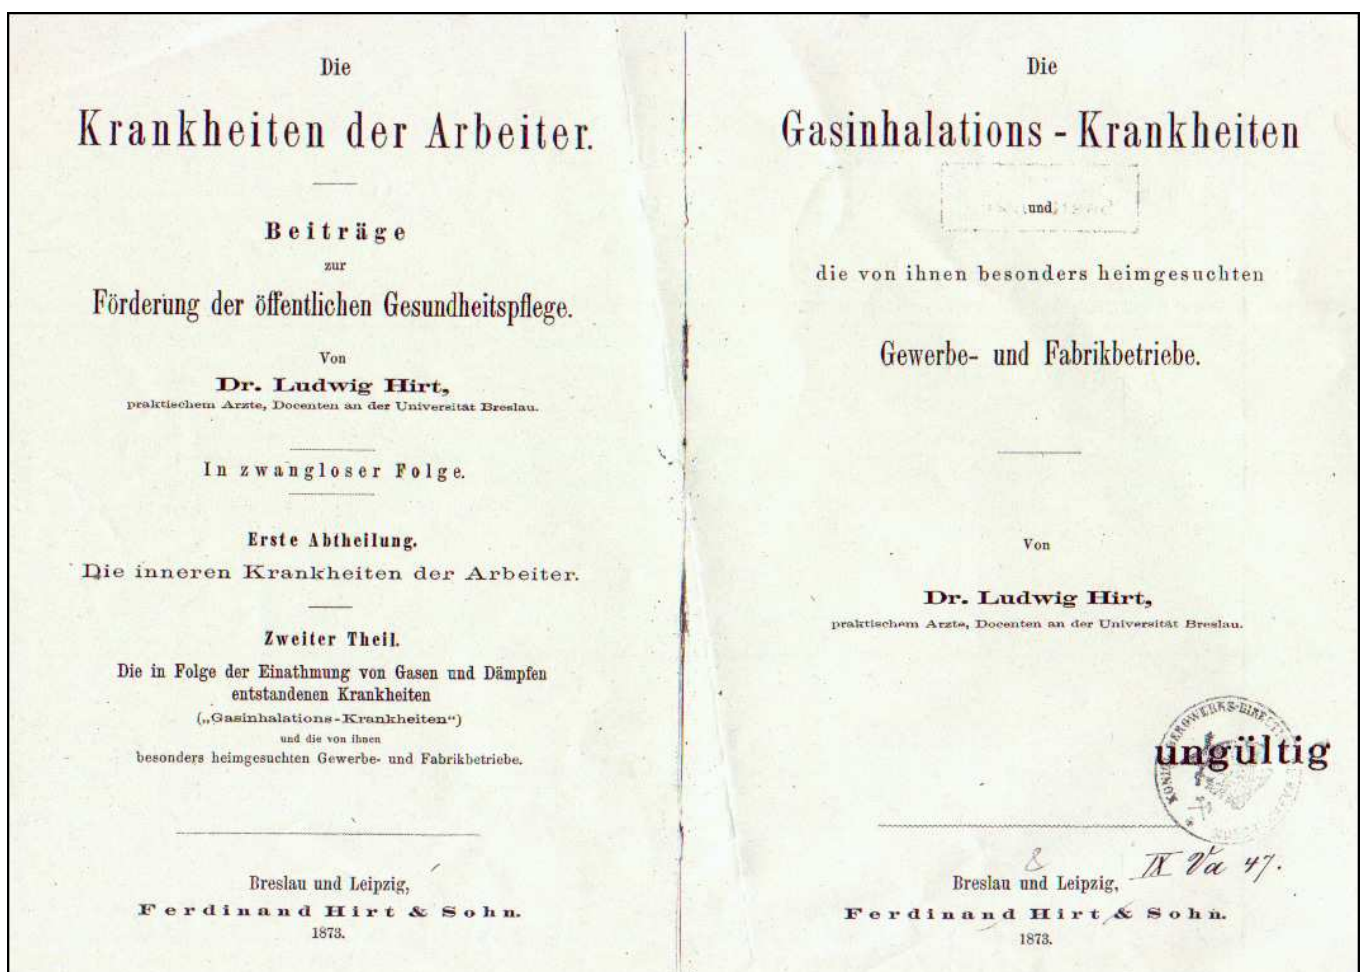 Die
Krankheiten der Arbeiter.
Beiträge
zur
Förderung der öffentlichen Gesundheitspflege.
Von
Dr. Ludwig Hirt,
praktischem Arzte, Docenten an der Universität Breslau.
In zwangloser Folge.
Erste Abtheilung.
Die inneren Krankheiten der Arbeiter.
Zweiter Theil.
Die in Folge der Einathmung von Gasen und Dämpfen
entstandenen Krankheiten
(„Gasinhalations-Krankheiten“)
und die von ihnen
besonders heimgesuchten Gewerbe- und Fabrikbetriebe.
Breslau und Leipzig,
Ferdinand Hirt & Sohn.
1873.
Die
Gasinhalations-Krankheiten
und
die von ihnen besonders heimgesuchten
Gewerbe- und Fabrikbetriebe.
Von
Dr. Ludwig Hirt,
praktischem Arzte, Docenten an der Universität Breslau.
ungültig
8
IX Va 47.
Breslau und Leipzig,
Ferdinand Hirt & Sohn.
1873.